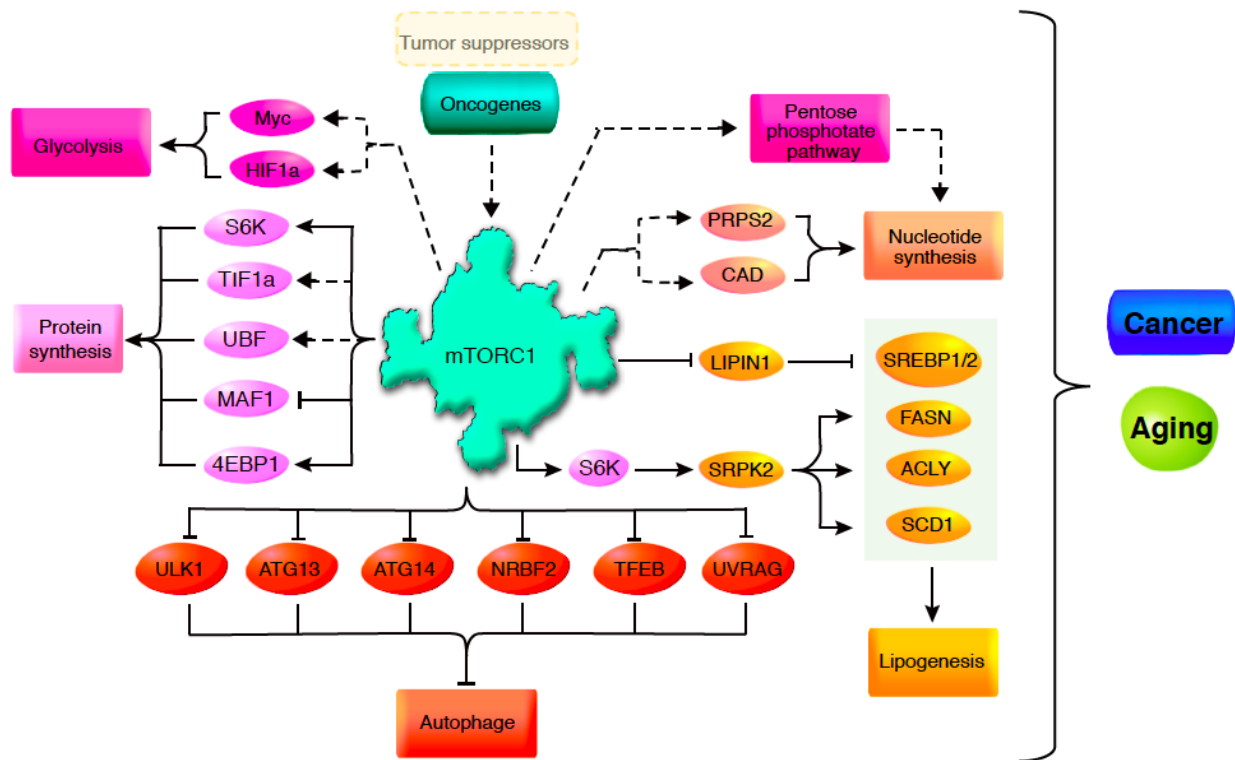 Tumor suppressors
Oncogenes
Myc
HIF1a
Glycolysis
Pentose
phosphotate
pathway
PRPS2
CAD
Nucleotide
synthesis
S6K
TIF1a
UBF
MAF1
4EBP1
Protein
synthesis
mTORC1
LIPIN1
SREBP1/2
FASN
ACLY
SCD1
S6K
SRPK2
Cancer
Aging
ULK1
ATG13
ATG14
NRBF2
TFEB
UVRAG
Lipogenesis
Autophage